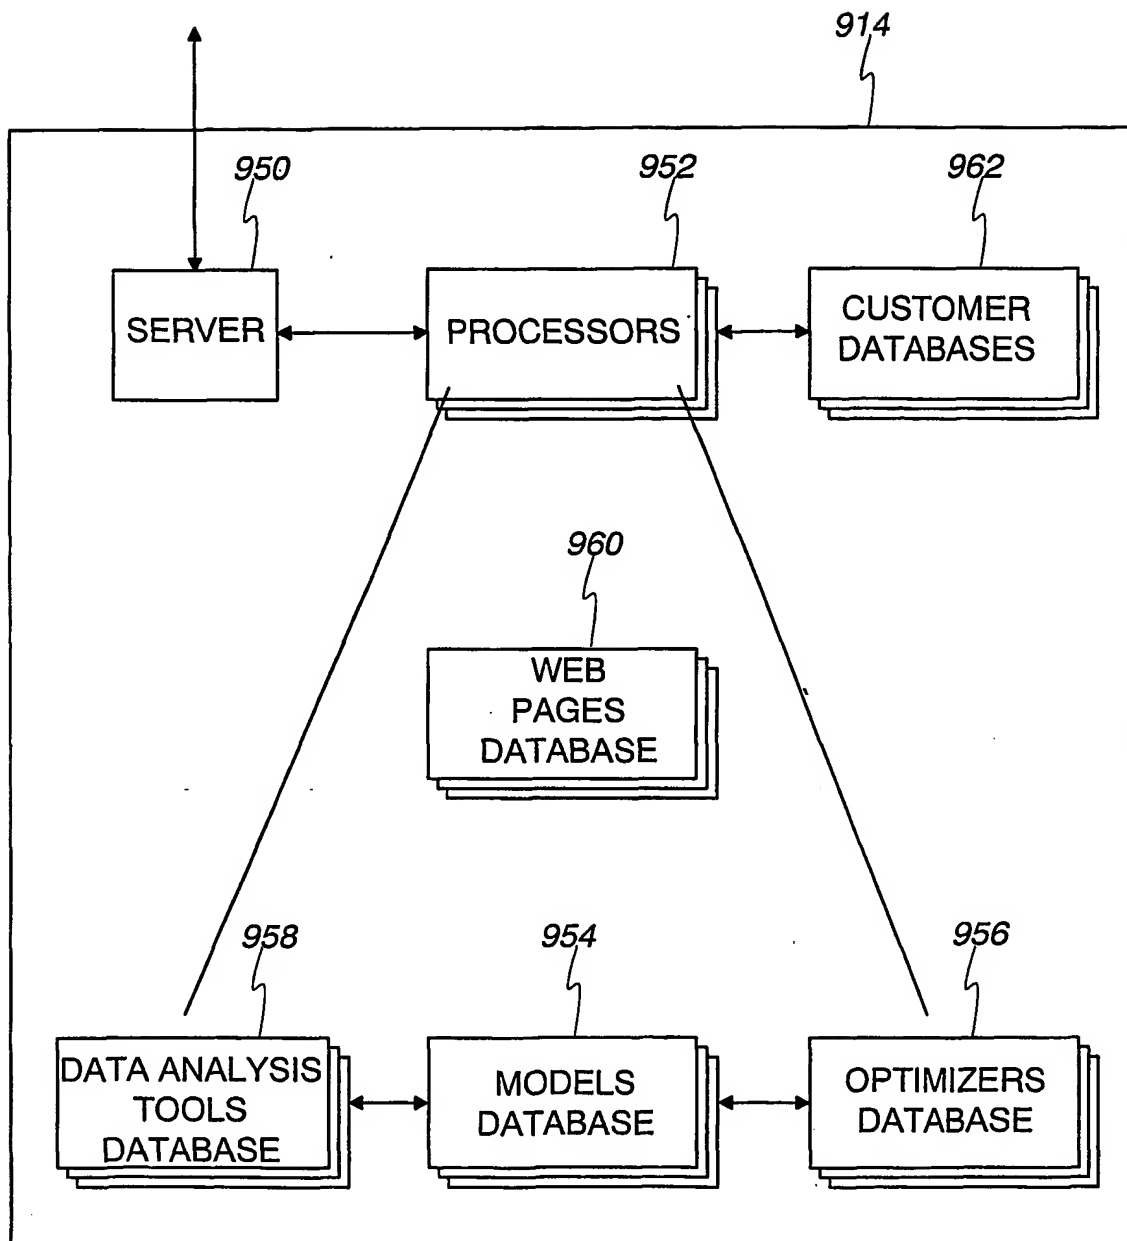 914
950
952
962
SERVER
PROCESSORS
CUSTOMER
DATABASES
960
WEB
PAGES
DATABASE
958
954
956
DATA ANALYSIS
TOOLS
DATABASE
MODELS
DATABASE
OPTIMIZERS
DATABASE